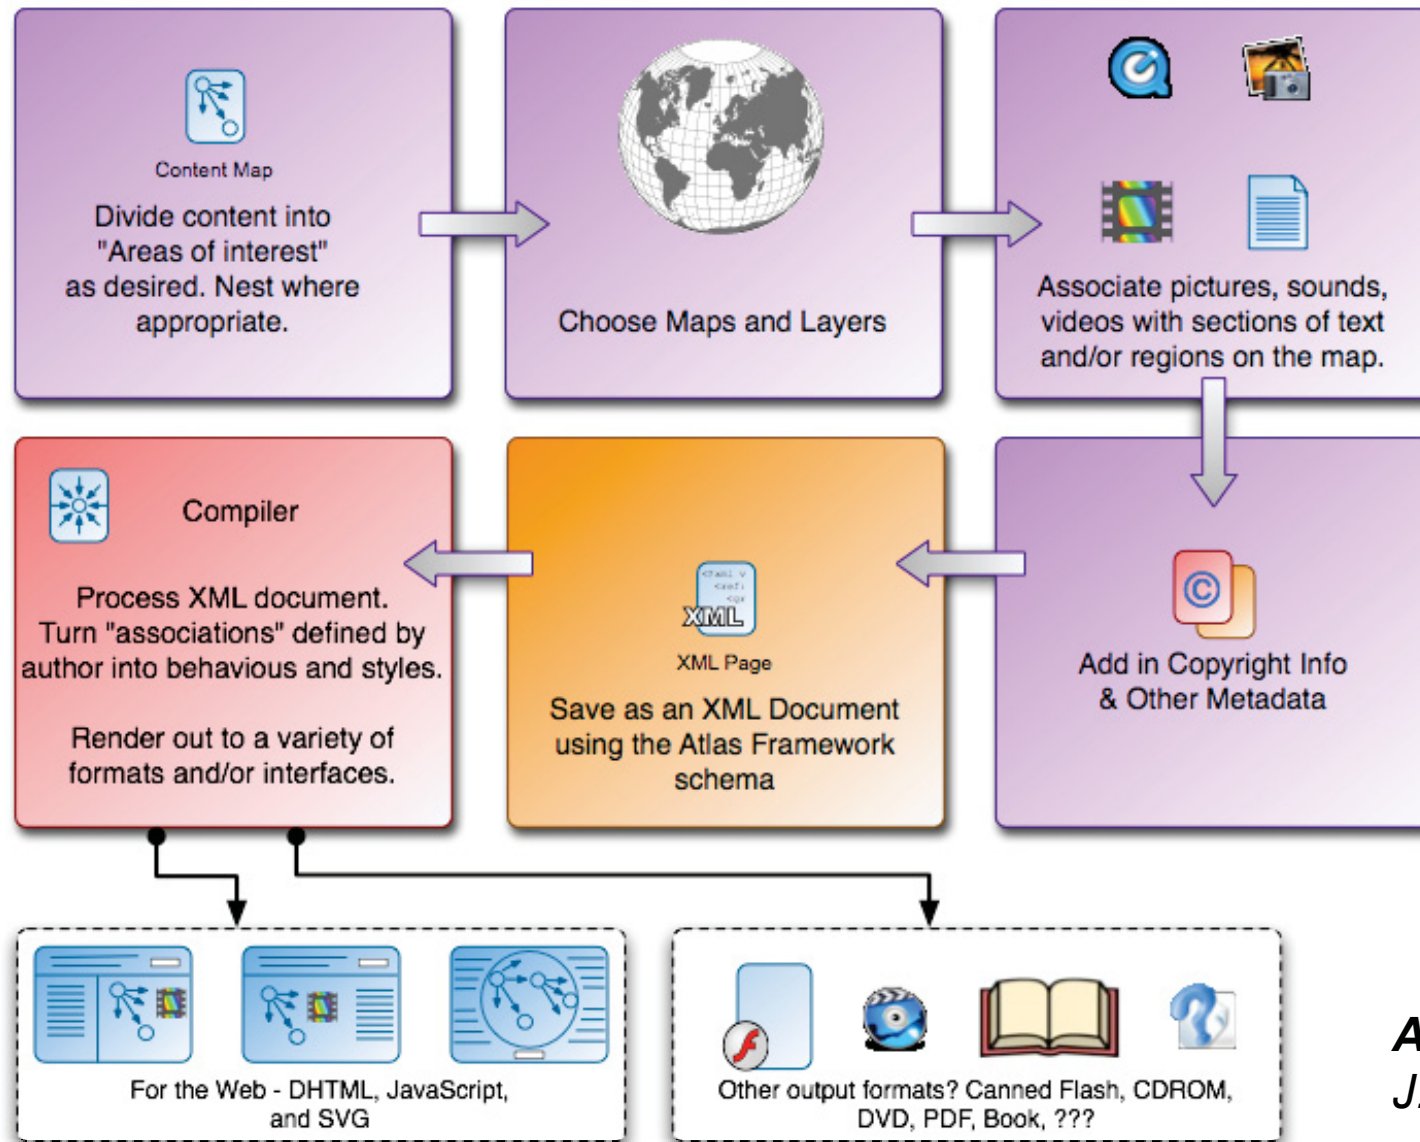 Content Map
Divide content into
"Areas of interest"
as desired. Nest where
appropriate.
Choose Maps and Layers
Associate pictures, sounds,
videos with sections of text
and/or regions on the map.
Compiler
Process XML document.
Turn "associations" defined by
author into behavious and styles.
Render out to a variety of
formats and/or interfaces.
XML
XML Page
Save as an XML Document
using the Atlas Framework
schema
©
Add in Copyright Info
& Other Metadata
For the Web - DHTML, JavaScript,
and SVG
Other output formats? Canned Flash, CDROM,
DVD, PDF, Book, ???